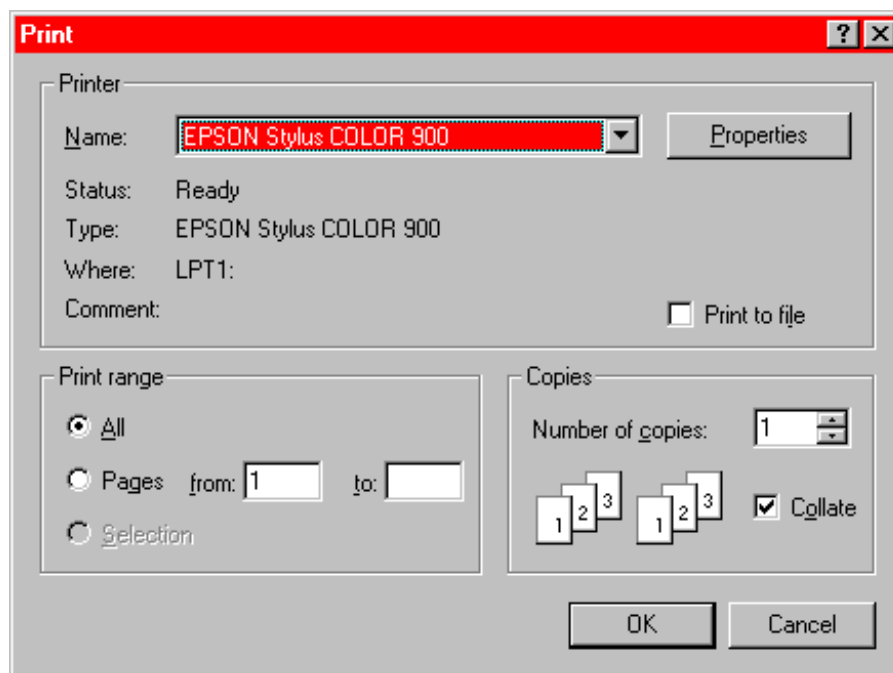 Print
Printer
Name: EPSON Stylus COLOR 900 Properties
Status: Ready
Type: EPSON Stylus COLOR 900
Where: LPT1:
Comment: Print to file
Print range
All
Pages from: 1 to:
Selection
Copies
Number of copies: 1
1 2 3 1 2 3 Collate
OK Cancel